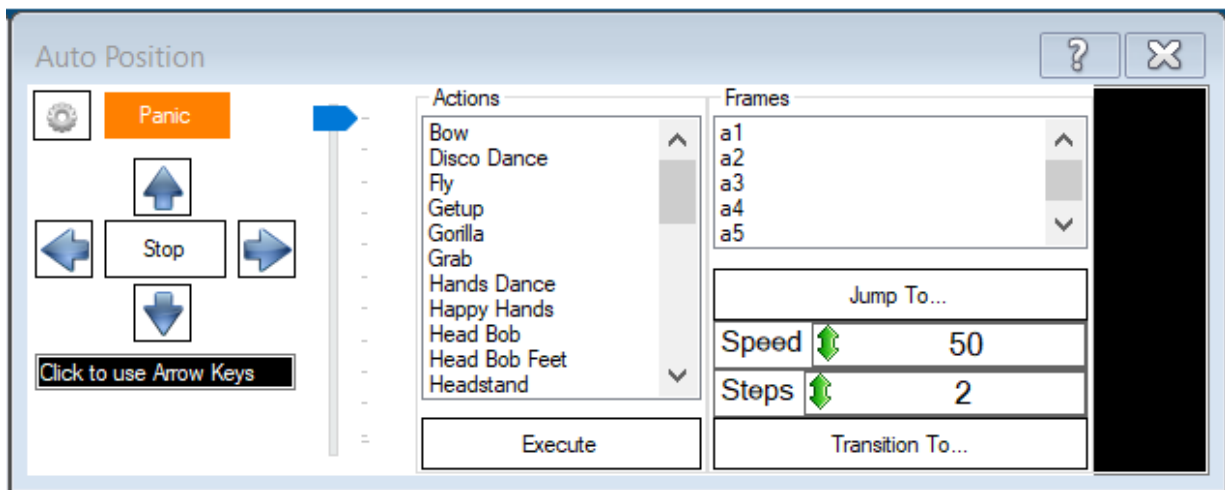 Auto Position
Panic
Stop
Click to use Arrow Keys
Actions
Bow
Disco Dance
Fly
Getup
Gorilla
Grab
Hands Dance
Happy Hands
Head Bob
Head Bob Feet
Headstand
Execute
Frames
a1
a2
a3
a4
a5
Jump To...
Speed 50
Steps 2
Transition To...